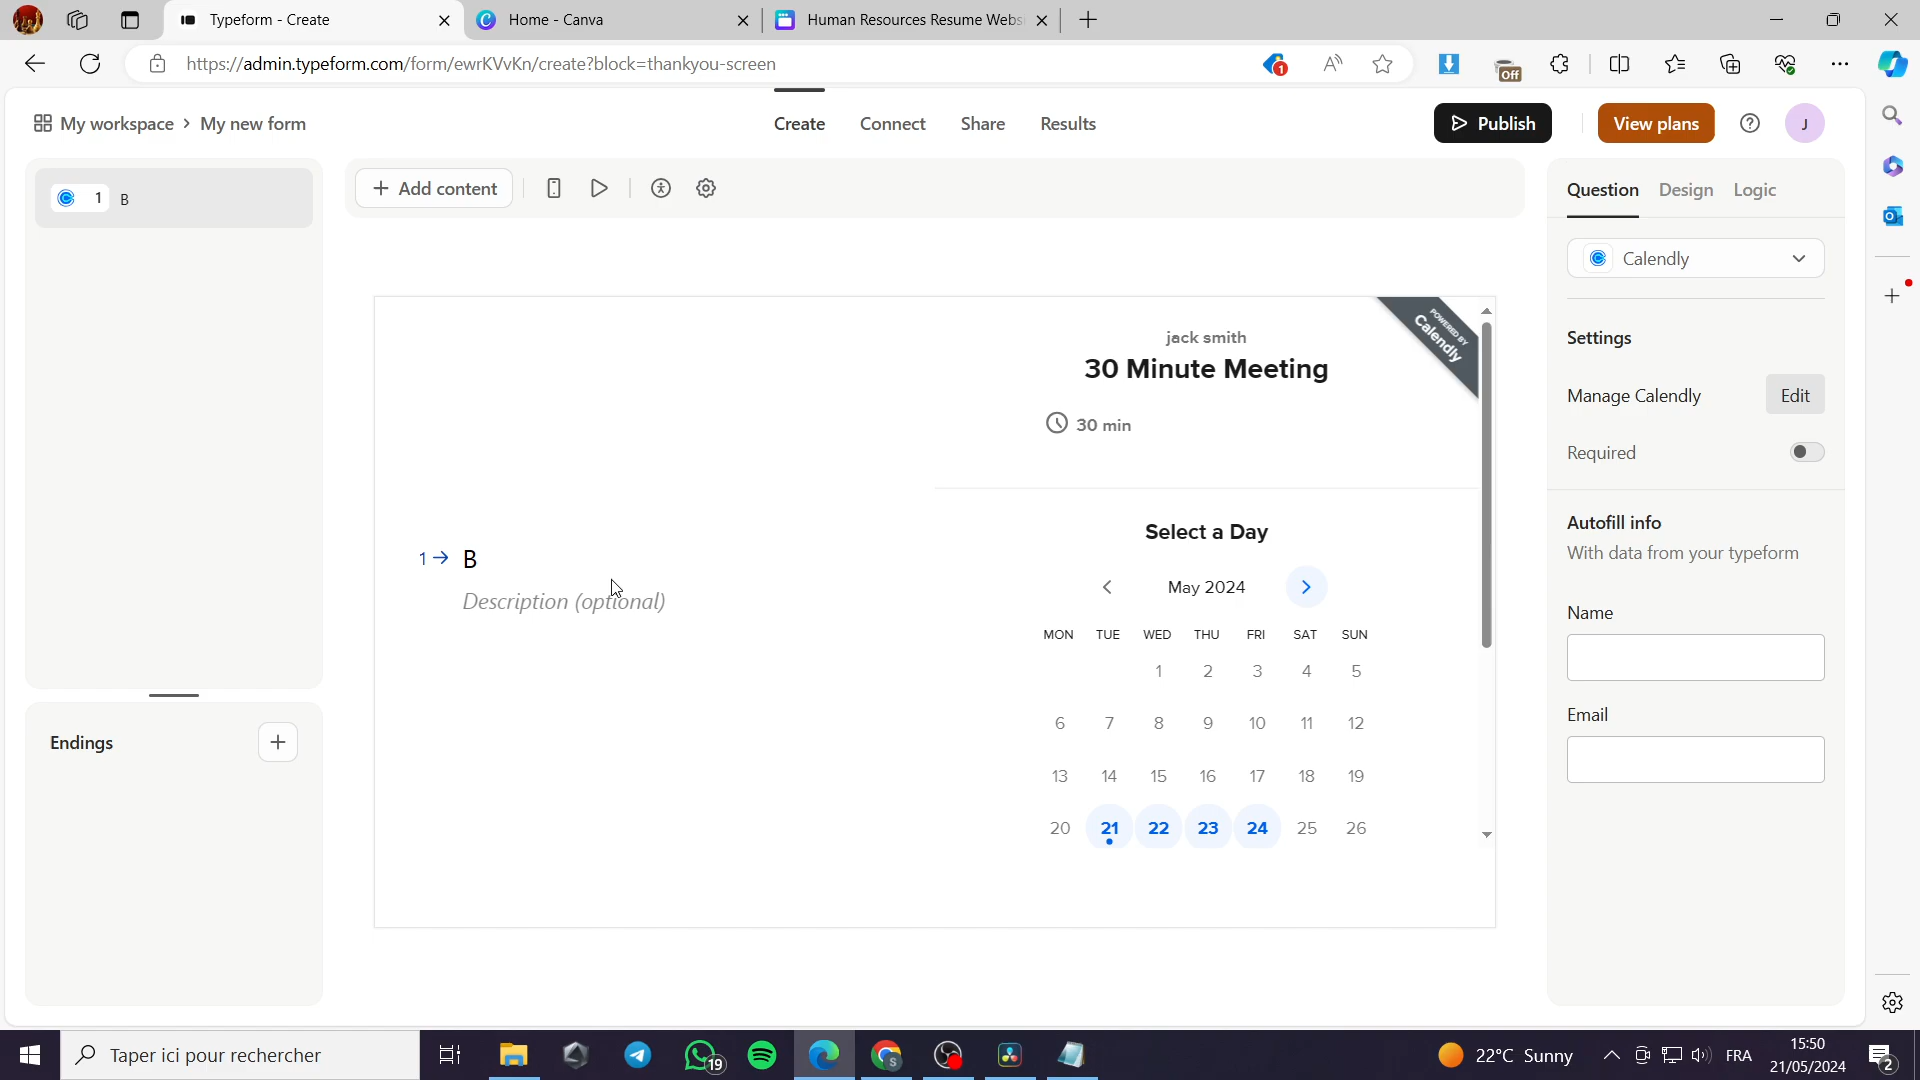 Typeform - Create
Home - Canva
Human Resources Resume Webs
https://admin.typeform.com/form/ewrKVvKn/create?block=thankyou-screen
1
A
Off
My workspace > My new form
Create
Connect
Share
Results
Publish
View plans
?
J
1 B
Add content
Question
Design
Logic
Calendly
Settings
Manage Calendly
Edit
Required
Autofill info
With data from your typeform
Name
Email
POWERED BY
Calendly
jack smith
30 Minute Meeting
30 min
Select a Day
< May 2024 >
MON TUE WED THU FRI SAT SUN
1 2 3 4 5
6 7 8 9 10 11 12
13 14 15 16 17 18 19
20 21 22 23 24 25 26
1→ B
Description (optional)
Endings
Taper ici pour rechercher
19
S
22°C Sunny
FRA
15:50
21/05/2024
2